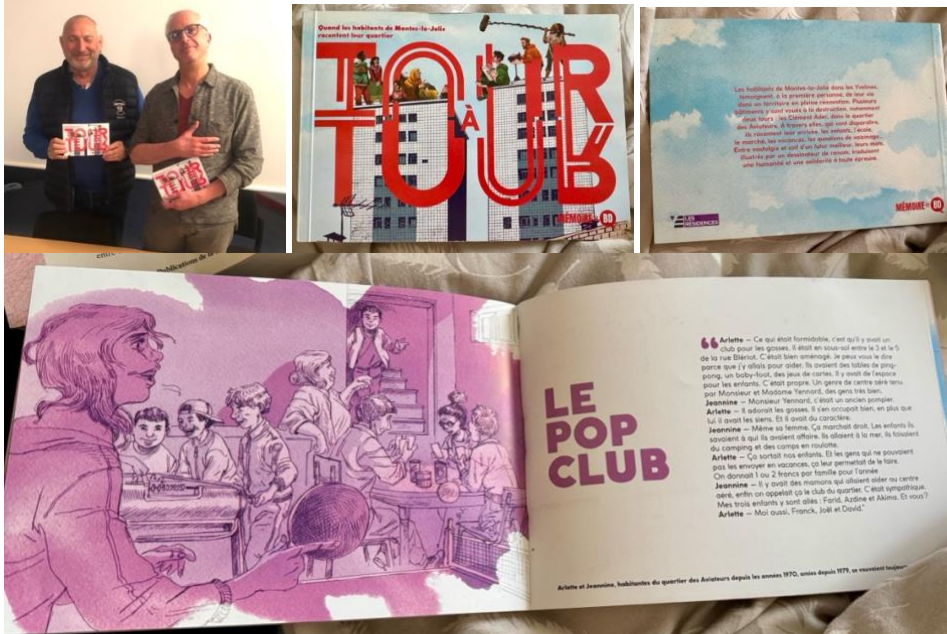 Quand les habitants de Mantes-la-Jolie
racontent leur quartier
TOUR
À
TOUR
MÉMOIRE en BD
Les habitants de Mantes-la-Jolie dans les Yvelines,
témoignent, à la première personne, de leur vie
dans un territoire en pleine rénovation. Plusieurs
bâtiments y sont voués à la destruction, notamment
deux tours : les Clément Ader, dans le quartier
des Aviateurs. À travers elles, qui vont disparaître,
ils racontent leur arrivée, les enfants, l'école,
le marché, les vacances, les questions de voisinage.
Entre nostalgie et soif d'un futur meilleur, leurs mots,
illustrés par un dessinateur de renom, traduisent
une humanité et une solidarité à toute épreuve.
LES
RÉSIDENCES
MÉMOIRE en BD
Publications de la
LE
POP
CLUB
“ Arlette — Ce qui était formidable, c'est qu'il y avait un
club pour les gosses. Il était en sous-sol entre le 3 et le 5
de la rue Blériot. C'était bien aménagé. Je peux vous le dire
parce que j'y allais pour aider. Ils avaient des tables de ping-
pong, un baby-foot, des jeux de cartes. Il y avait de l'espace
pour les enfants. C'était propre. Un genre de centre aéré tenu
par Monsieur et Madame Yennard, des gens très bien.
Jeannine — Monsieur Yennard, c'était un ancien pompier.
Arlette — Il adorait les gosses. Il s'en occupait bien, en plus que
lui il avait les siens. Et il avait du caractère.
Jeannine — Même sa femme. Ça marchait droit. Les enfants ils
savaient à qui ils avaient affaire. Ils allaient à la mer, ils faisaient
du camping et des camps en roulotte.
Arlette — Ça sortait nos enfants. Et les gens qui ne pouvaient
pas les envoyer en vacances, ça leur permettait de le faire.
On donnait 1 ou 2 francs par famille pour l'année
Jeannine — Il y avait des mamans qui allaient aider au centre
aéré, enfin on appelait ça le club du quartier. C'était sympathique.
Mes trois enfants y sont allés : Farid, Azdine et Akima. Et vous ?
Arlette — Moi aussi, Franck, Joël et David."
Arlette et Jeannine, habitantes du quartier des Aviateurs depuis les années 1970, amies depuis 1979, se voyaient toujours